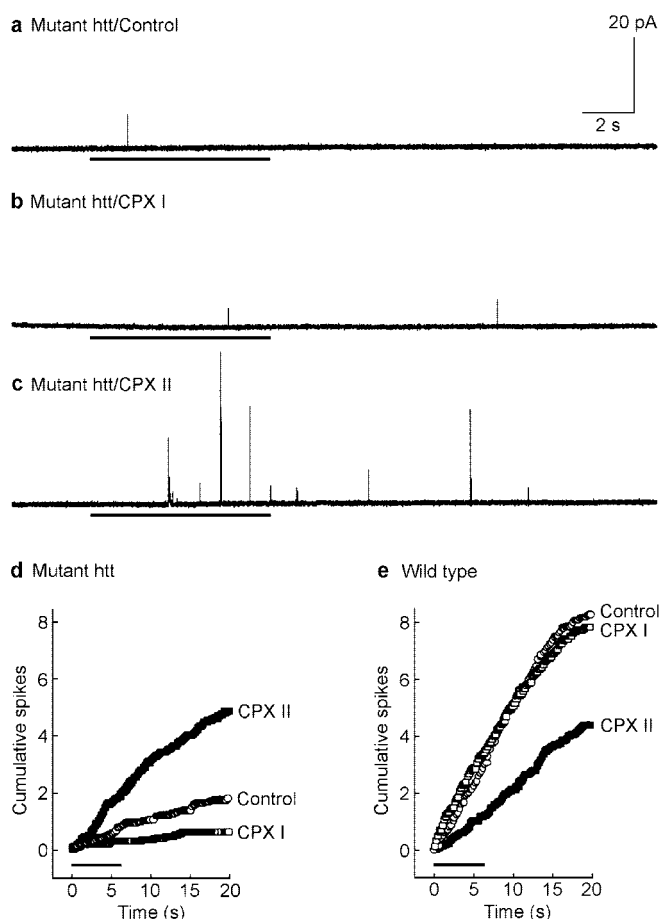 a Mutant htt/Control
20 pA
2 s
b Mutant htt/CPX I
c Mutant htt/CPX II
d Mutant htt
Cumulative spikes
8
6
4
2
0
CPX II
Control
CPX I
0 5 10 15 20
Time (s)
e Wild type
Cumulative spikes
8
6
4
2
0
Control
CPX I
CPX II
0 5 10 15 20
Time (s)